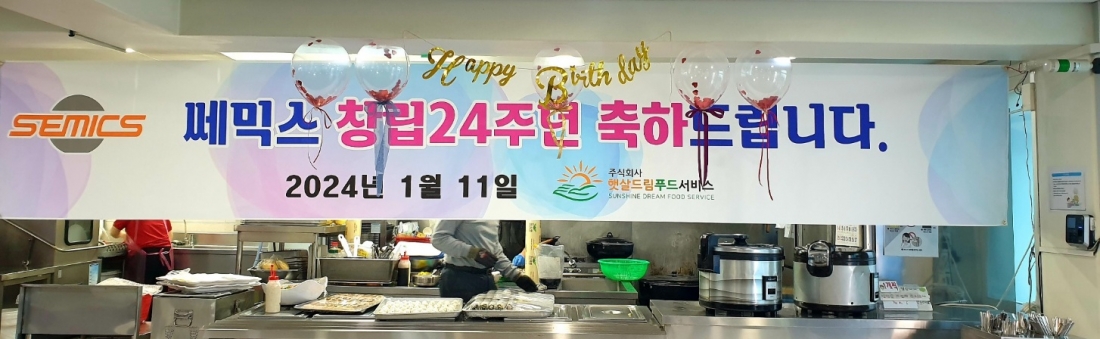 Happy Birthday
SEMICS
쎄믹스 창립24주년 축하드립니다.
2024년 1월 11일
주식회사
햇살드림푸드서비스
SUNSHINE DREAM FOOD SERVICE